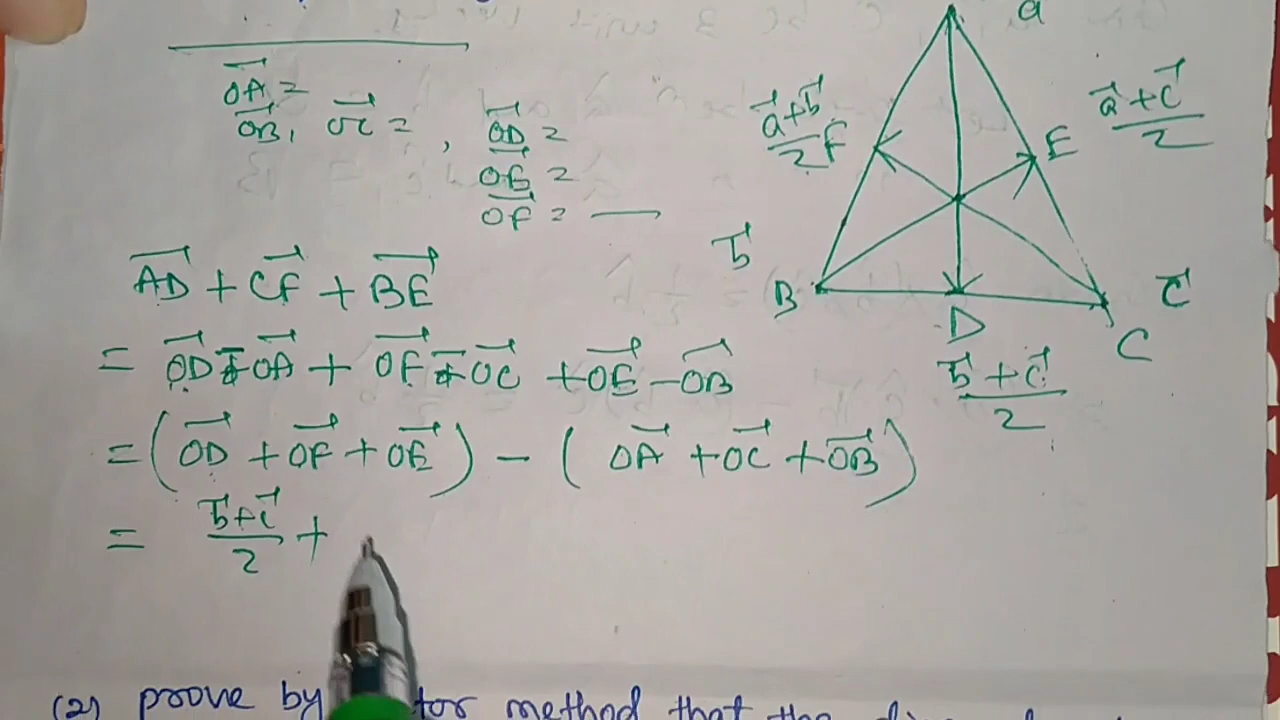 a
OA⃗ =
OB⃗, OC⃗ = , OD⃗ =
OE⃗ =
OF⃗ = —
(a⃗+b⃗)/2 F
E (a⃗+c⃗)/2
b⃗
B
D
C
c⃗
(b⃗+c⃗)/2
AD⃗ + CF⃗ + BE⃗
= OD⃗ - OA⃗ + OF⃗ - OC⃗ + OE⃗ - OB⃗
= (OD⃗ + OF⃗ + OE⃗) - (OA⃗ + OC⃗ + OB⃗)
= (b⃗+c⃗)/2 +
(2) prove by method that the